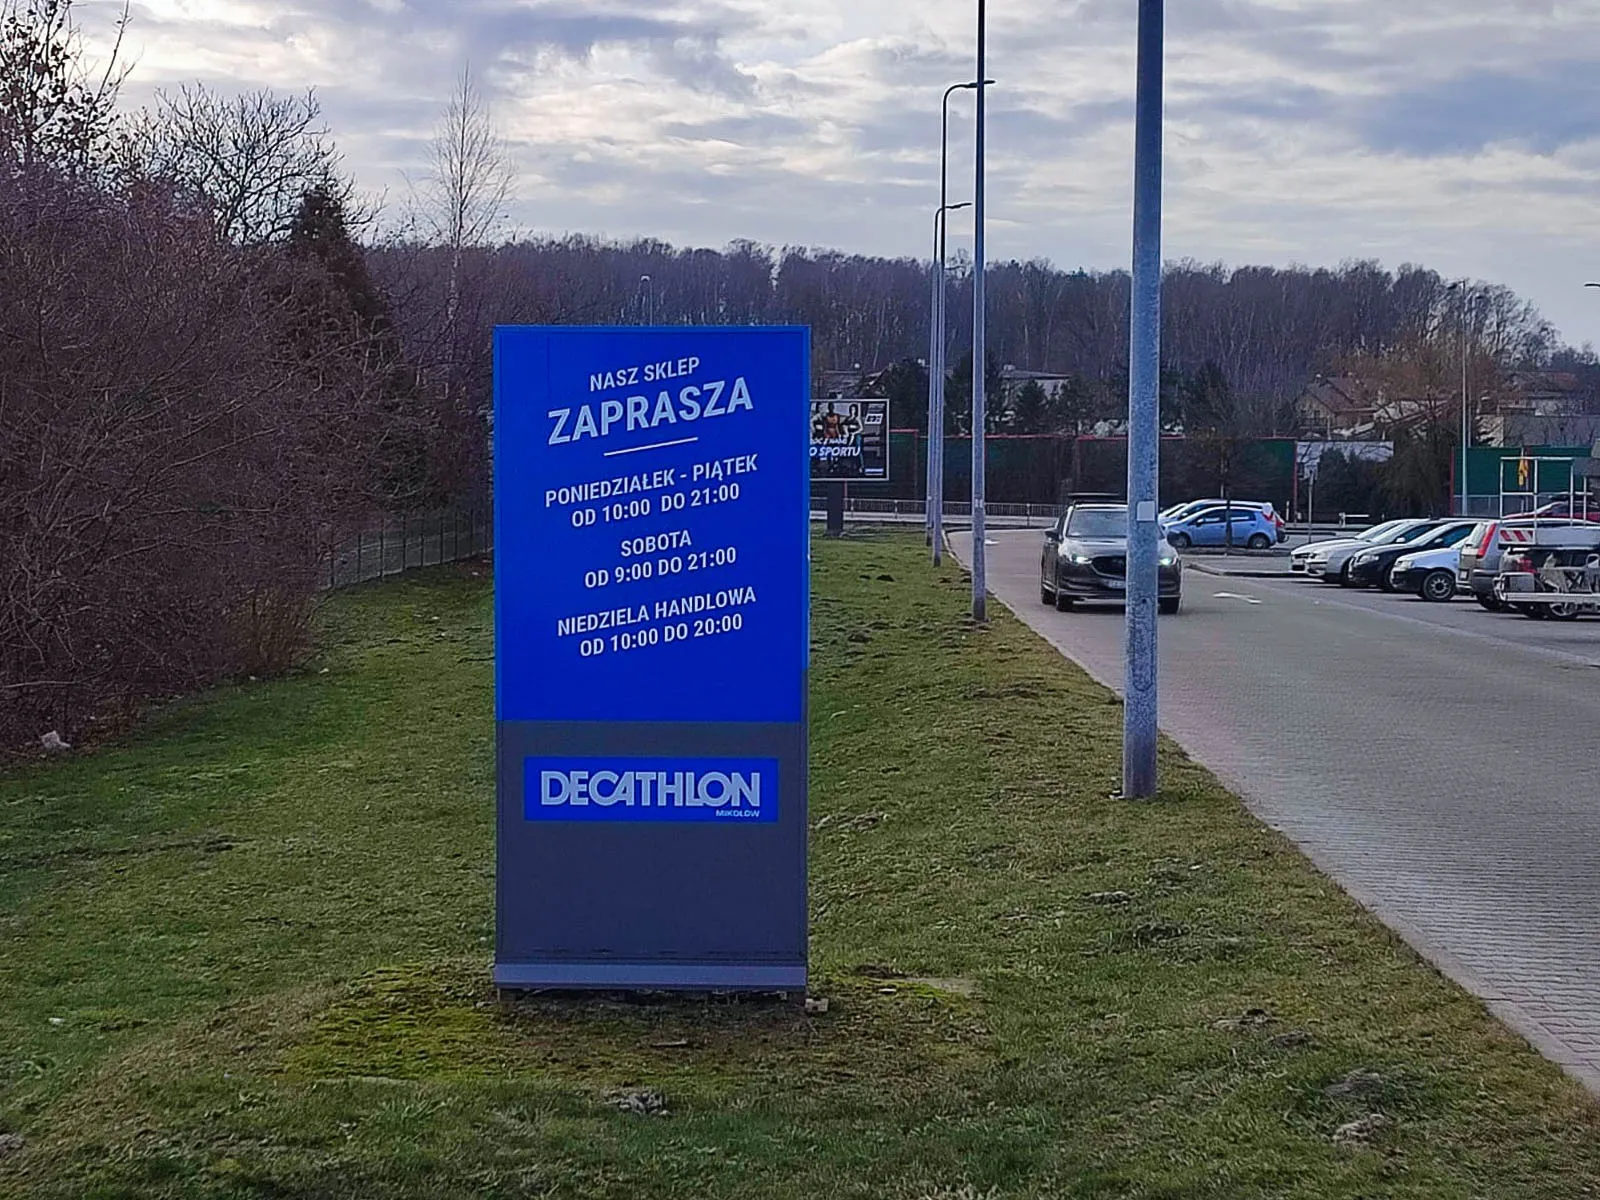 NASZ SKLEP
ZAPRASZA
PONIEDZIAŁEK - PIĄTEK
OD 10:00 DO 21:00
SOBOTA
OD 9:00 DO 21:00
NIEDZIELA HANDLOWA
OD 10:00 DO 20:00
DECATHLON
MIKOŁÓW
O SPORTU